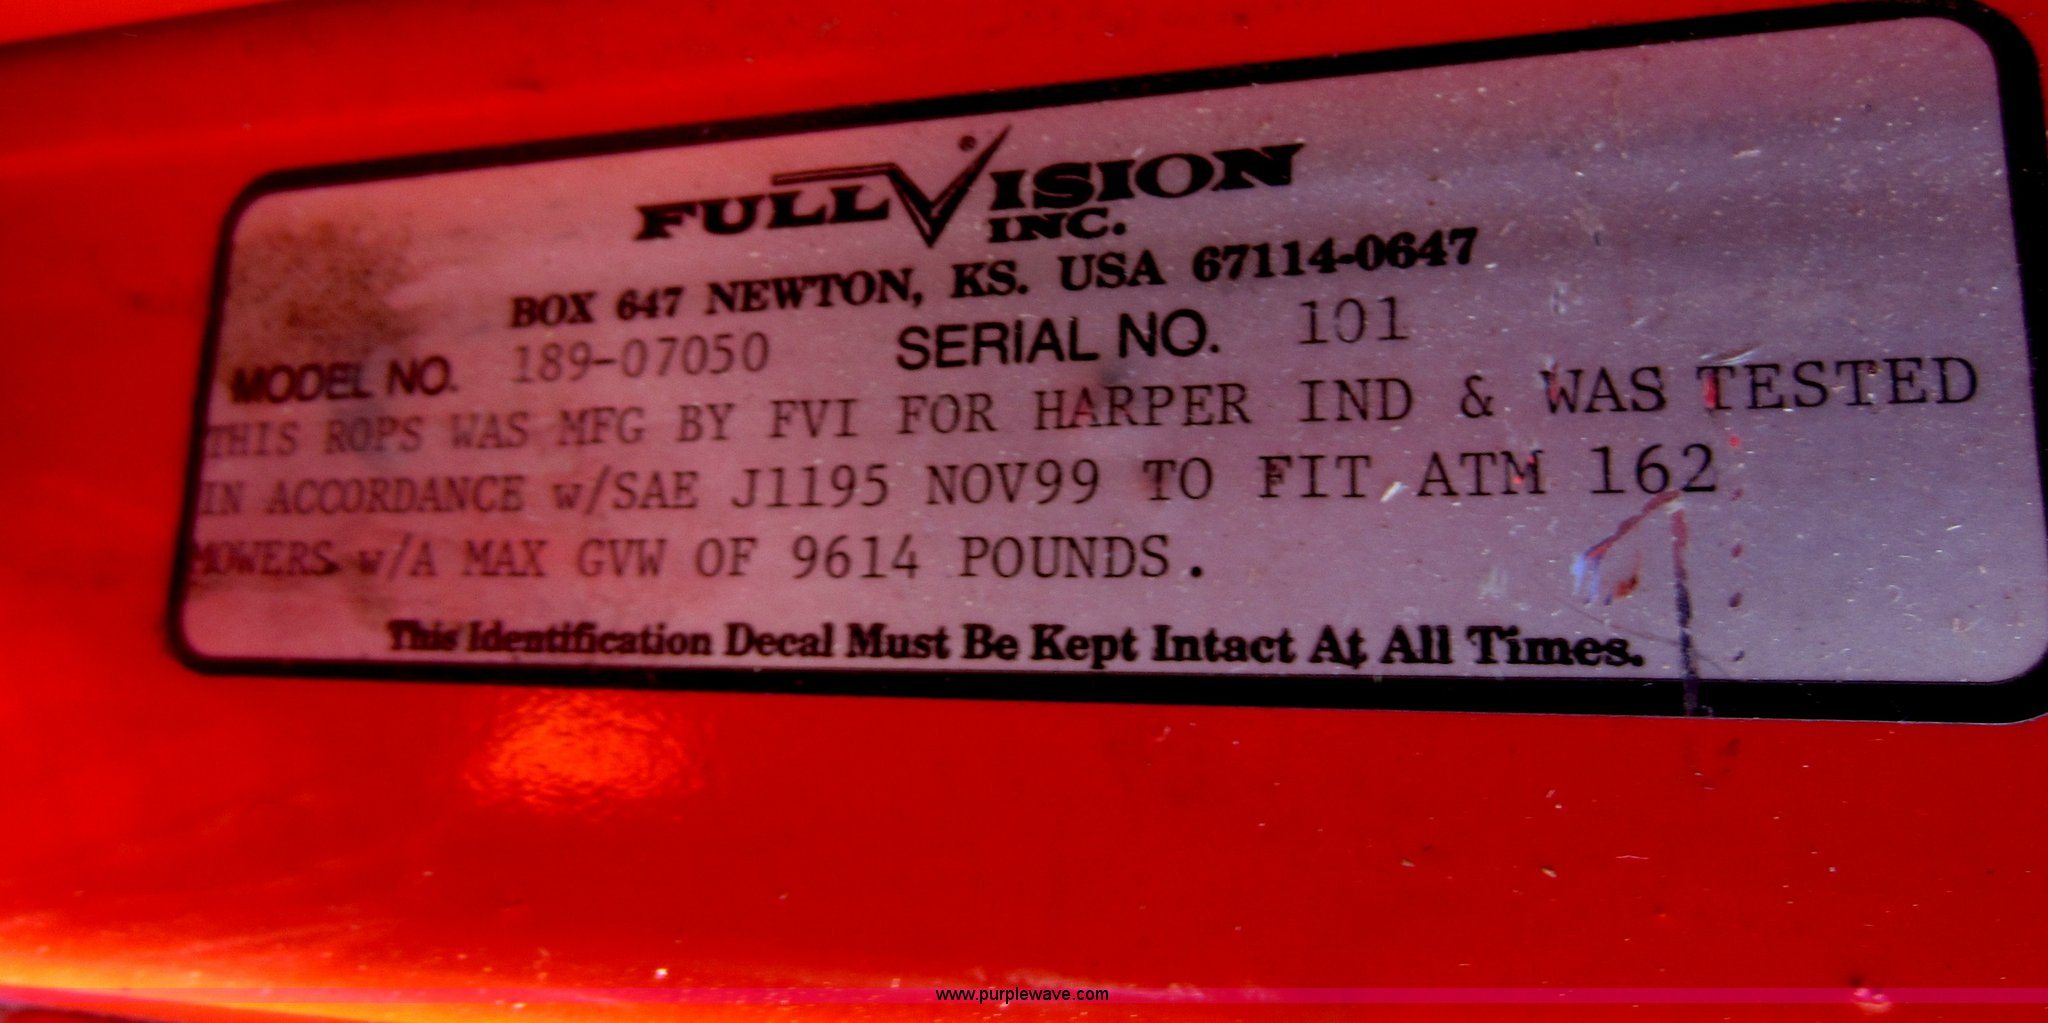 FULLVISION®
INC.
BOX 647 NEWTON, KS. USA 67114-0647
MODEL NO. 189-07050 SERIAL NO. 101
THIS ROPS WAS MFG BY FVI FOR HARPER IND & WAS TESTED
IN ACCORDANCE w/SAE J1195 NOV99 TO FIT ATM 162
MOWERS w/A MAX GVW OF 9614 POUNDS.
This Identification Decal Must Be Kept Intact At All Times.
www.purplewave.com